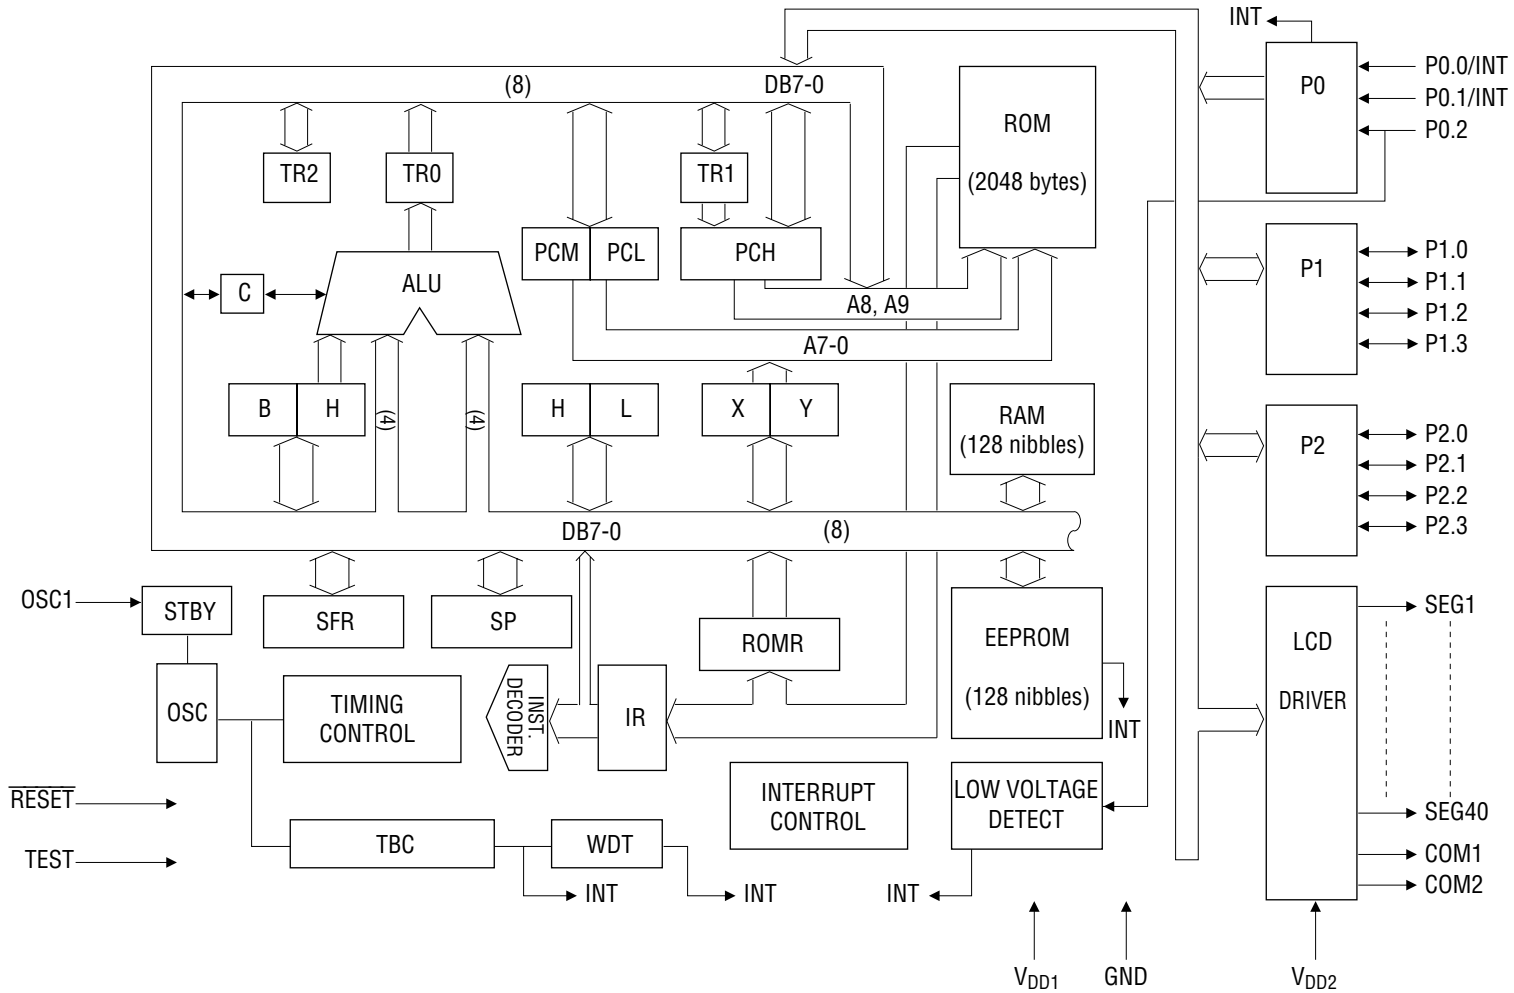 INT
P0
P0.0/INT
P0.1/INT
P0.2
(8)
DB7-0
ROM
(2048 bytes)
TR2
TR0
TR1
PCM
PCL
PCH
P1
P1.0
P1.1
P1.2
P1.3
C
ALU
A8, A9
A7-0
B
H
(4)
(4)
H
L
X
Y
RAM
(128 nibbles)
P2
P2.0
P2.1
P2.2
P2.3
DB7-0
(8)
OSC1
STBY
SFR
SP
ROMR
EEPROM
(128 nibbles)
INT
LCD
DRIVER
SEG1
SEG40
COM1
COM2
OSC
TIMING
CONTROL
INST.
DECODER
IR
RESET
TEST
TBC
WDT
INT
INT
INTERRUPT
CONTROL
LOW VOLTAGE
DETECT
INT
VDD1
GND
VDD2